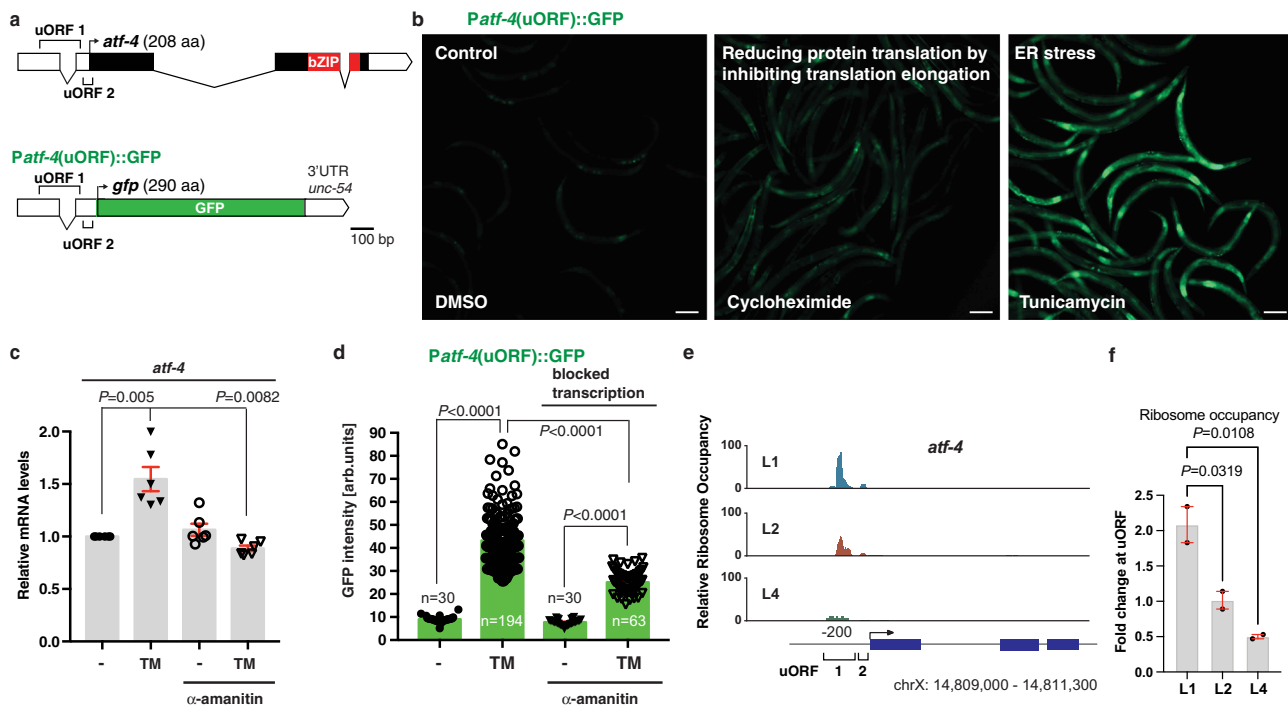 a
uORF 1
atf-4 (208 aa)
bZIP
uORF 2
Patf-4(uORF)::GFP
uORF 1
gfp (290 aa)
3'UTR
unc-54
GFP
uORF 2
100 bp
b
Patf-4(uORF)::GFP
Control
DMSO
Reducing protein translation by
inhibiting translation elongation
Cycloheximide
ER stress
Tunicamycin
c
atf-4
P=0.005
P=0.0082
Relative mRNA levels
2.0
1.5
1.0
0.5
0.0
- TM - TM
α-amanitin
d
Patf-4(uORF)::GFP
blocked
transcription
P<0.0001
P<0.0001
P<0.0001
GFP intensity [arb.units]
90
80
70
60
50
40
30
20
10
0
n=30
n=194
n=30
n=63
- TM - TM
α-amanitin
e
atf-4
Relative Ribosome Occupancy
100
L1
0
100
L2
0
100
L4
0
-200
uORF 1 2
chrX: 14,809,000 - 14,811,300
f
Ribosome occupancy
P=0.0108
P=0.0319
Fold change at uORF
2.5
2.0
1.5
1.0
0.5
0.0
L1 L2 L4